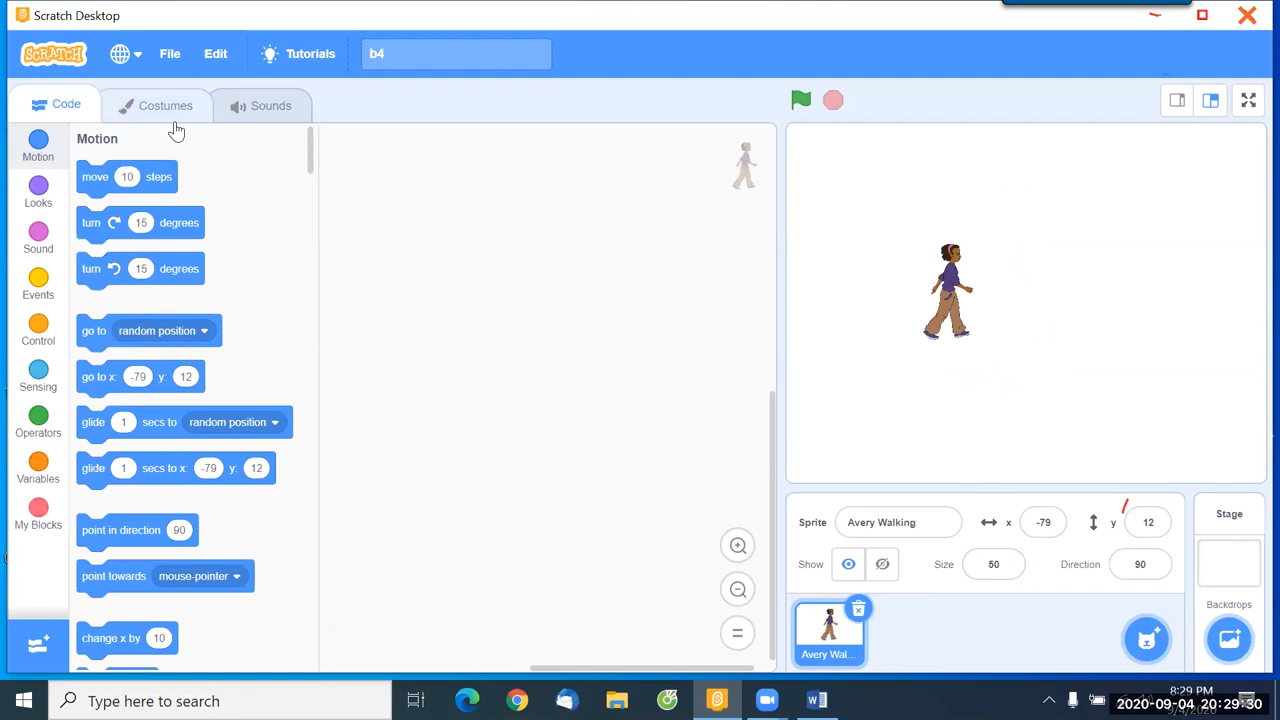 Scratch Desktop
SCRATCH File Edit Tutorials b4
Code Costumes Sounds
Motion
Motion
Looks
Sound
Events
Control
Sensing
Operators
Variables
My Blocks
move 10 steps
turn 15 degrees
turn 15 degrees
go to random position
go to x: -79 y: 12
glide 1 secs to random position
glide 1 secs to x: -79 y: 12
point in direction 90
point towards mouse-pointer
change x by 10
Sprite Avery Walking x -79 y 12
Show Size 50 Direction 90
Avery Wal...
Stage
Backdrops
Type here to search
8:29 PM
2020-09-04 20:29:30